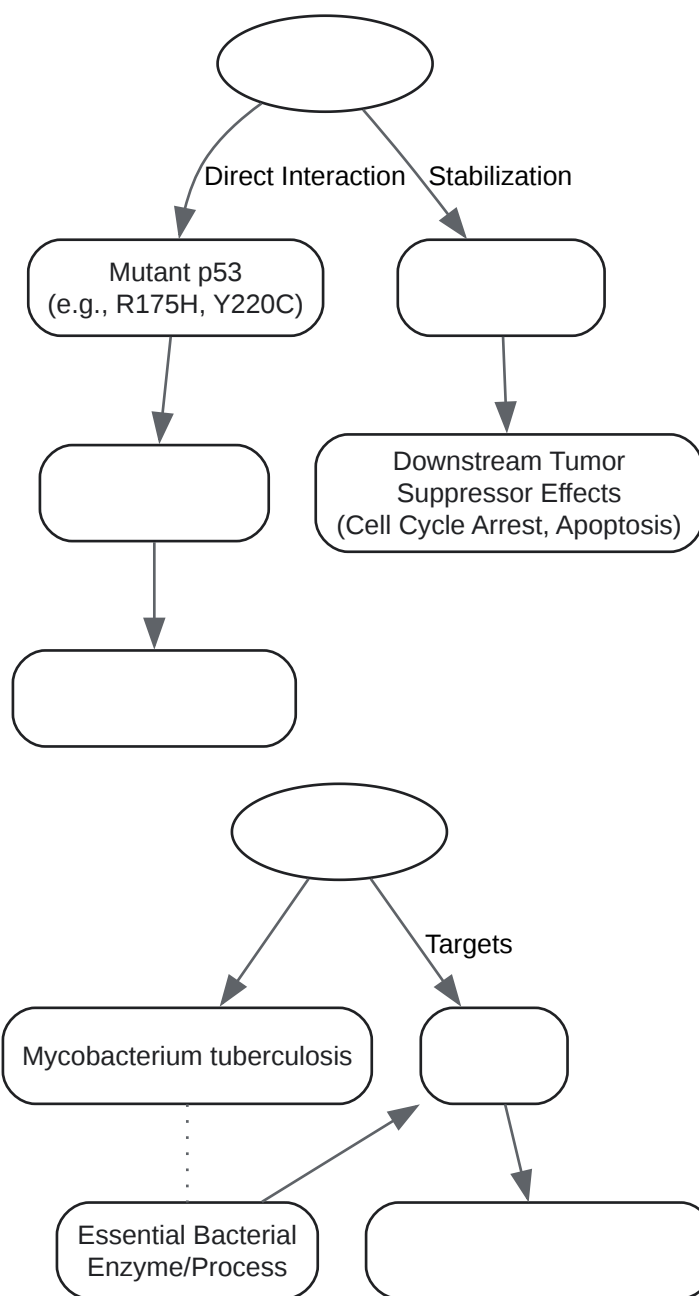 Direct Interaction
Stabilization
Mutant p53
(e.g., R175H, Y220C)
Downstream Tumor
Suppressor Effects
(Cell Cycle Arrest, Apoptosis)
Targets
Mycobacterium tuberculosis
Essential Bacterial
Enzyme/Process